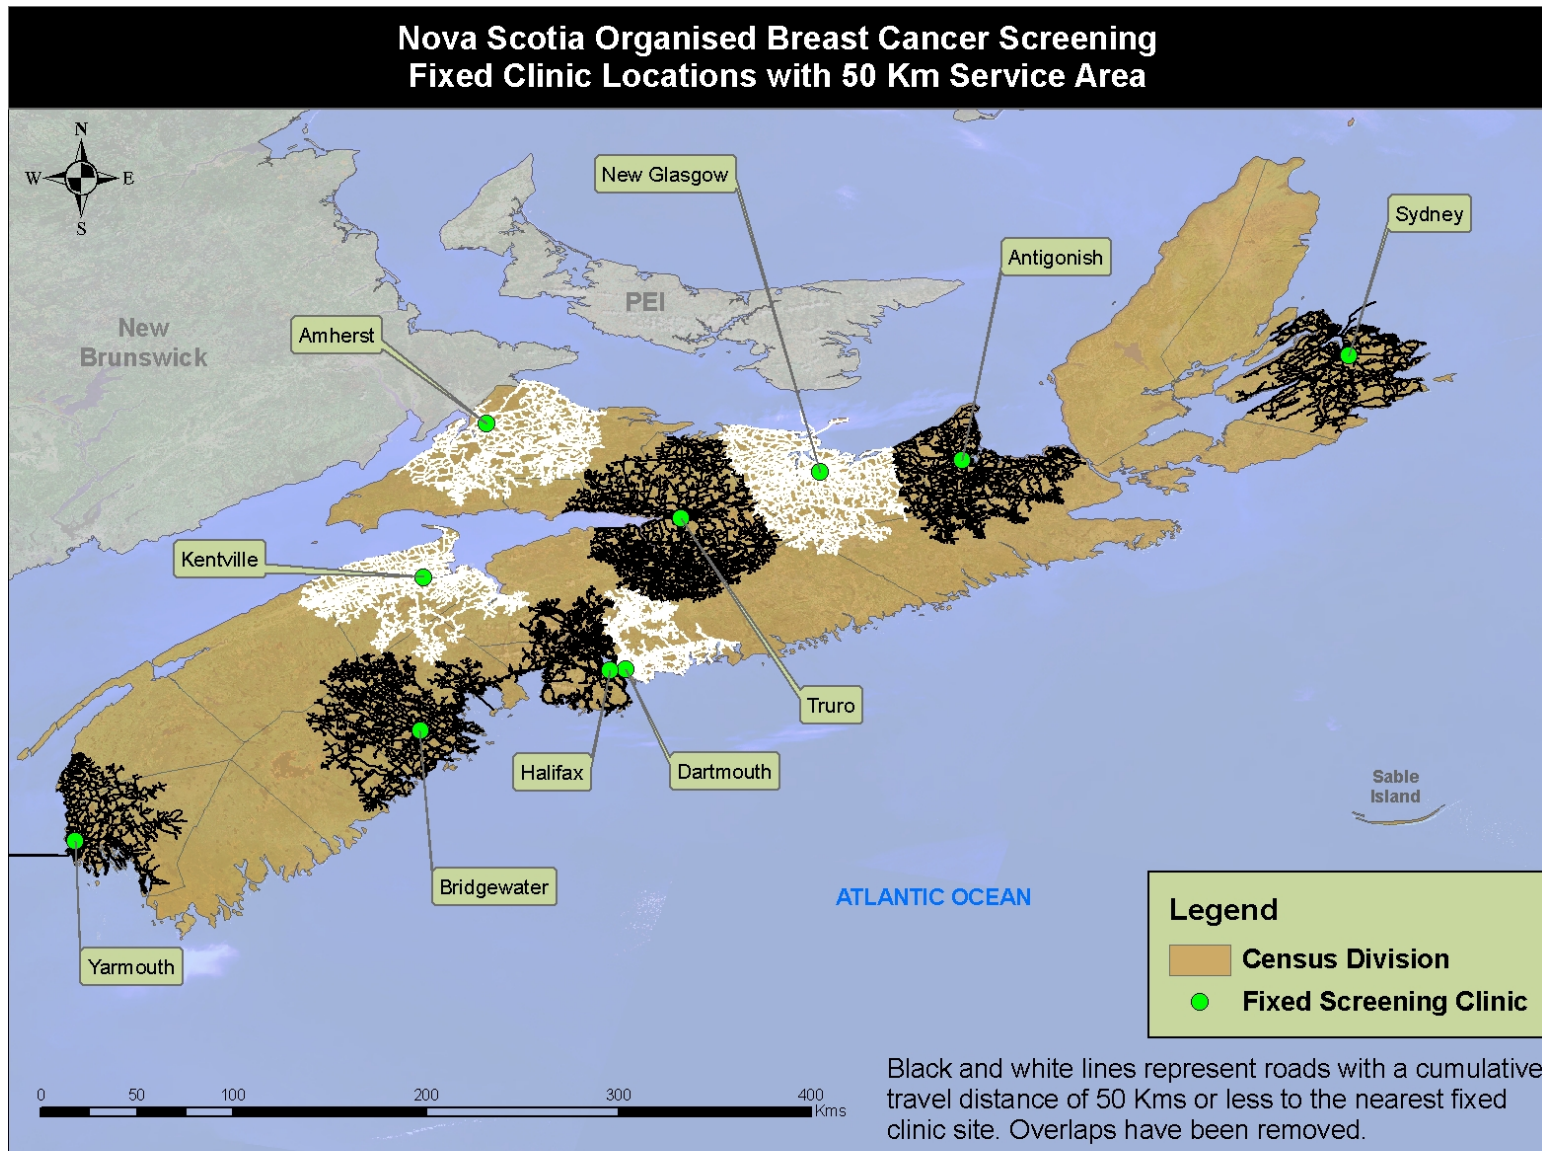 Nova Scotia Organised Breast Cancer Screening
Fixed Clinic Locations with 50 Km Service Area
N
W E
S
New Glasgow
Sydney
Antigonish
PEI
New
Brunswick
Amherst
Kentville
Truro
Halifax
Dartmouth
Sable
Island
Bridgewater
ATLANTIC OCEAN
Yarmouth
Legend
Census Division
Fixed Screening Clinic
Black and white lines represent roads with a cumulative
travel distance of 50 Kms or less to the nearest fixed
clinic site. Overlaps have been removed.
0 50 100 200 300 400
Kms